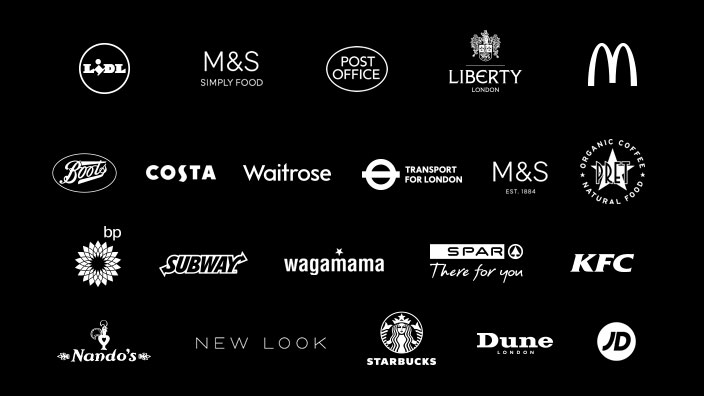 LIDL
M&S
SIMPLY FOOD
POST
OFFICE
LIBERTY
LONDON
Boots
COSTA
Waitrose
TRANSPORT
FOR LONDON
M&S
EST. 1884
ORGANIC COFFEE
PRET
NATURAL FOOD
bp
SUBWAY
wagamama
SPAR
There for you
KFC
Nando's
NEW LOOK
STARBUCKS
Dune
LONDON
JD